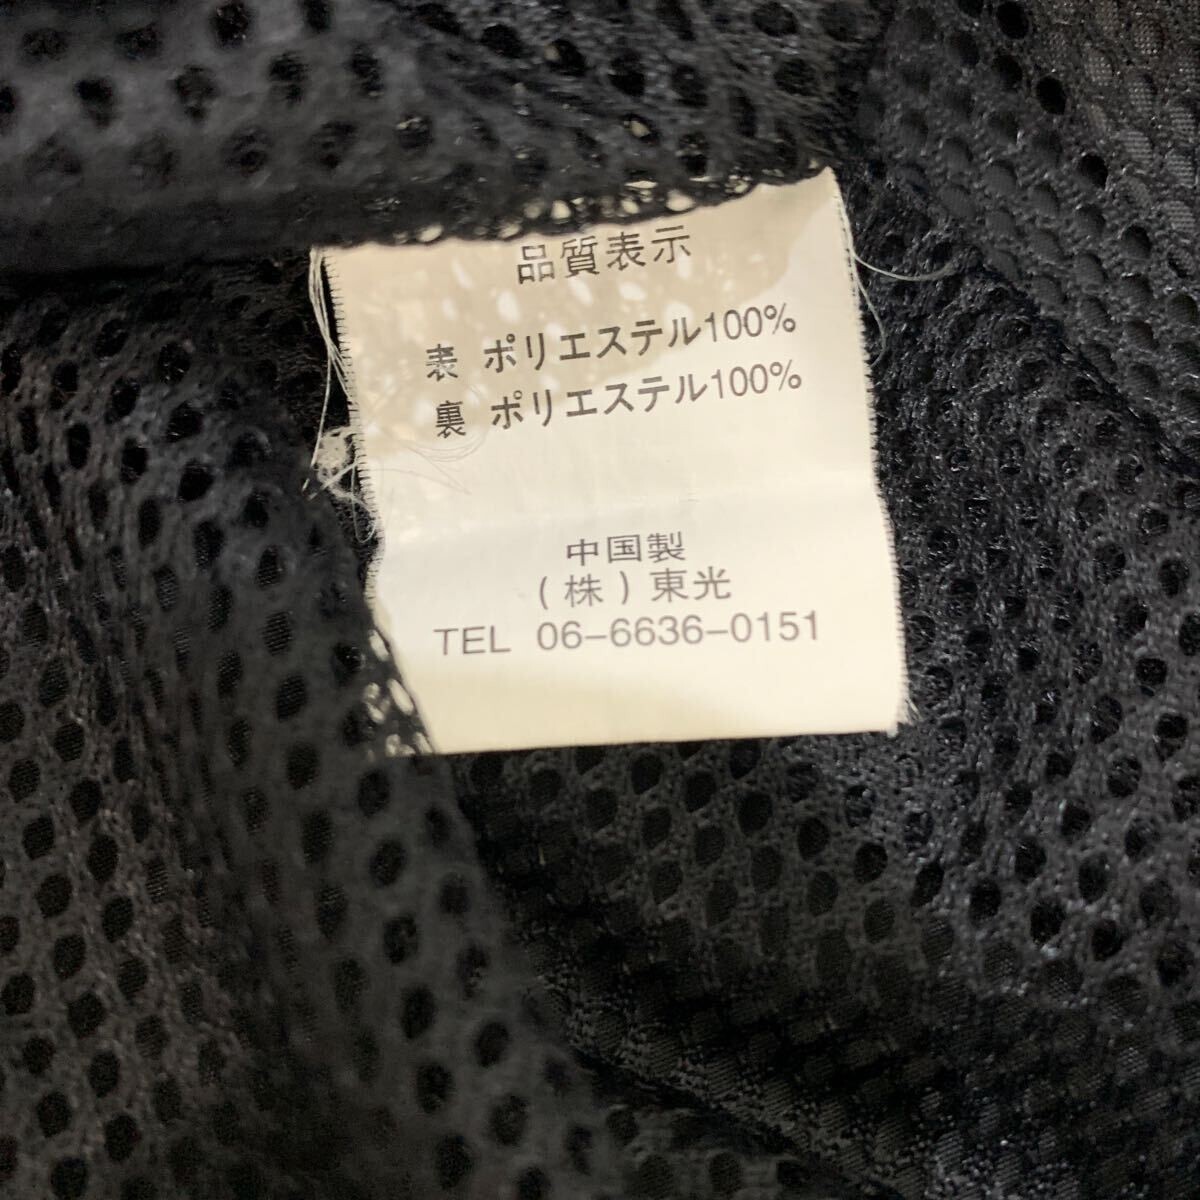 品質表示
表 ポリエステル100%
裏 ポリエステル100%
中国製
(株)東光
TEL 06-6636-0151